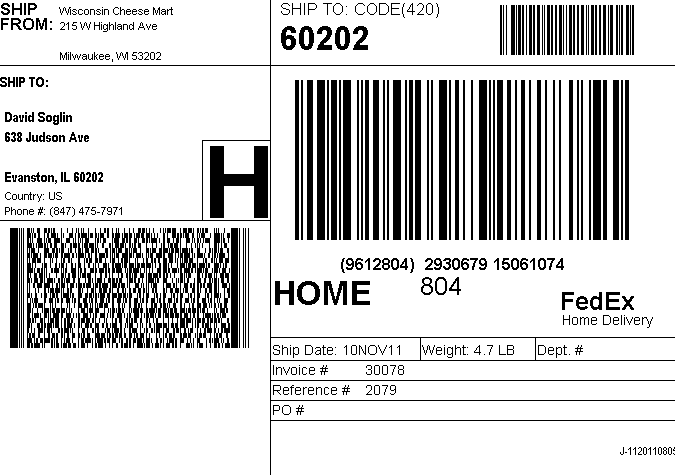 SHIP FROM:
Wisconsin Cheese Mart
215 W Highland Ave
Milwaukee, WI 53202
SHIP TO: CODE(420)
60202
SHIP TO:
David Soglin
638 Judson Ave
Evanston, IL 60202
Country: US
Phone #: (847) 475-7971
H
(9612804) 2930679 15061074
HOME
804
FedEx
Home Delivery
Ship Date: 10NOV11 Weight: 4.7 LB Dept. #
Invoice # 30078
Reference # 2079
PO #
J-1120110805